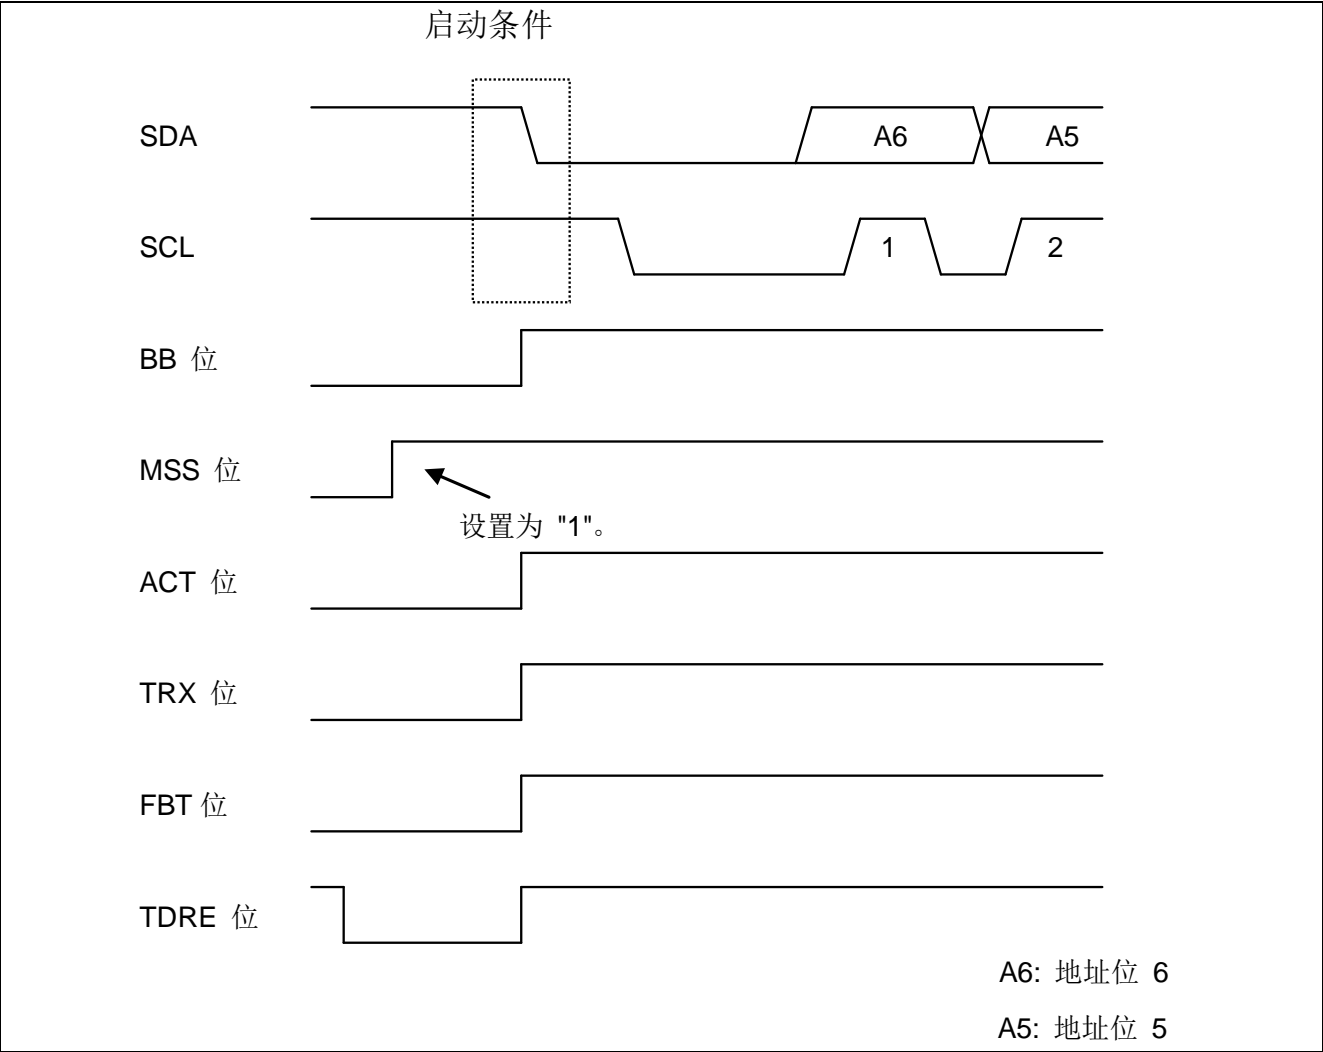 启动条件
SDA
A6
A5
SCL
1
2
BB 位
MSS 位
设置为 "1"。
ACT 位
TRX 位
FBT 位
TDRE 位
A6: 地址位 6
A5: 地址位 5